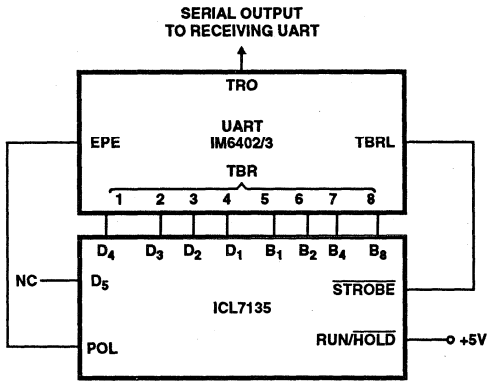 SERIAL OUTPUT
TO RECEIVING UART
TRO
UART
IM6402/3
EPE
TBRL
TBR
1 2 3 4 5 6 7 8
D4 D3 D2 D1 B1 B2 B4 B8
NC
D5
STROBE
ICL7135
RUN/HOLD
+5V
POL